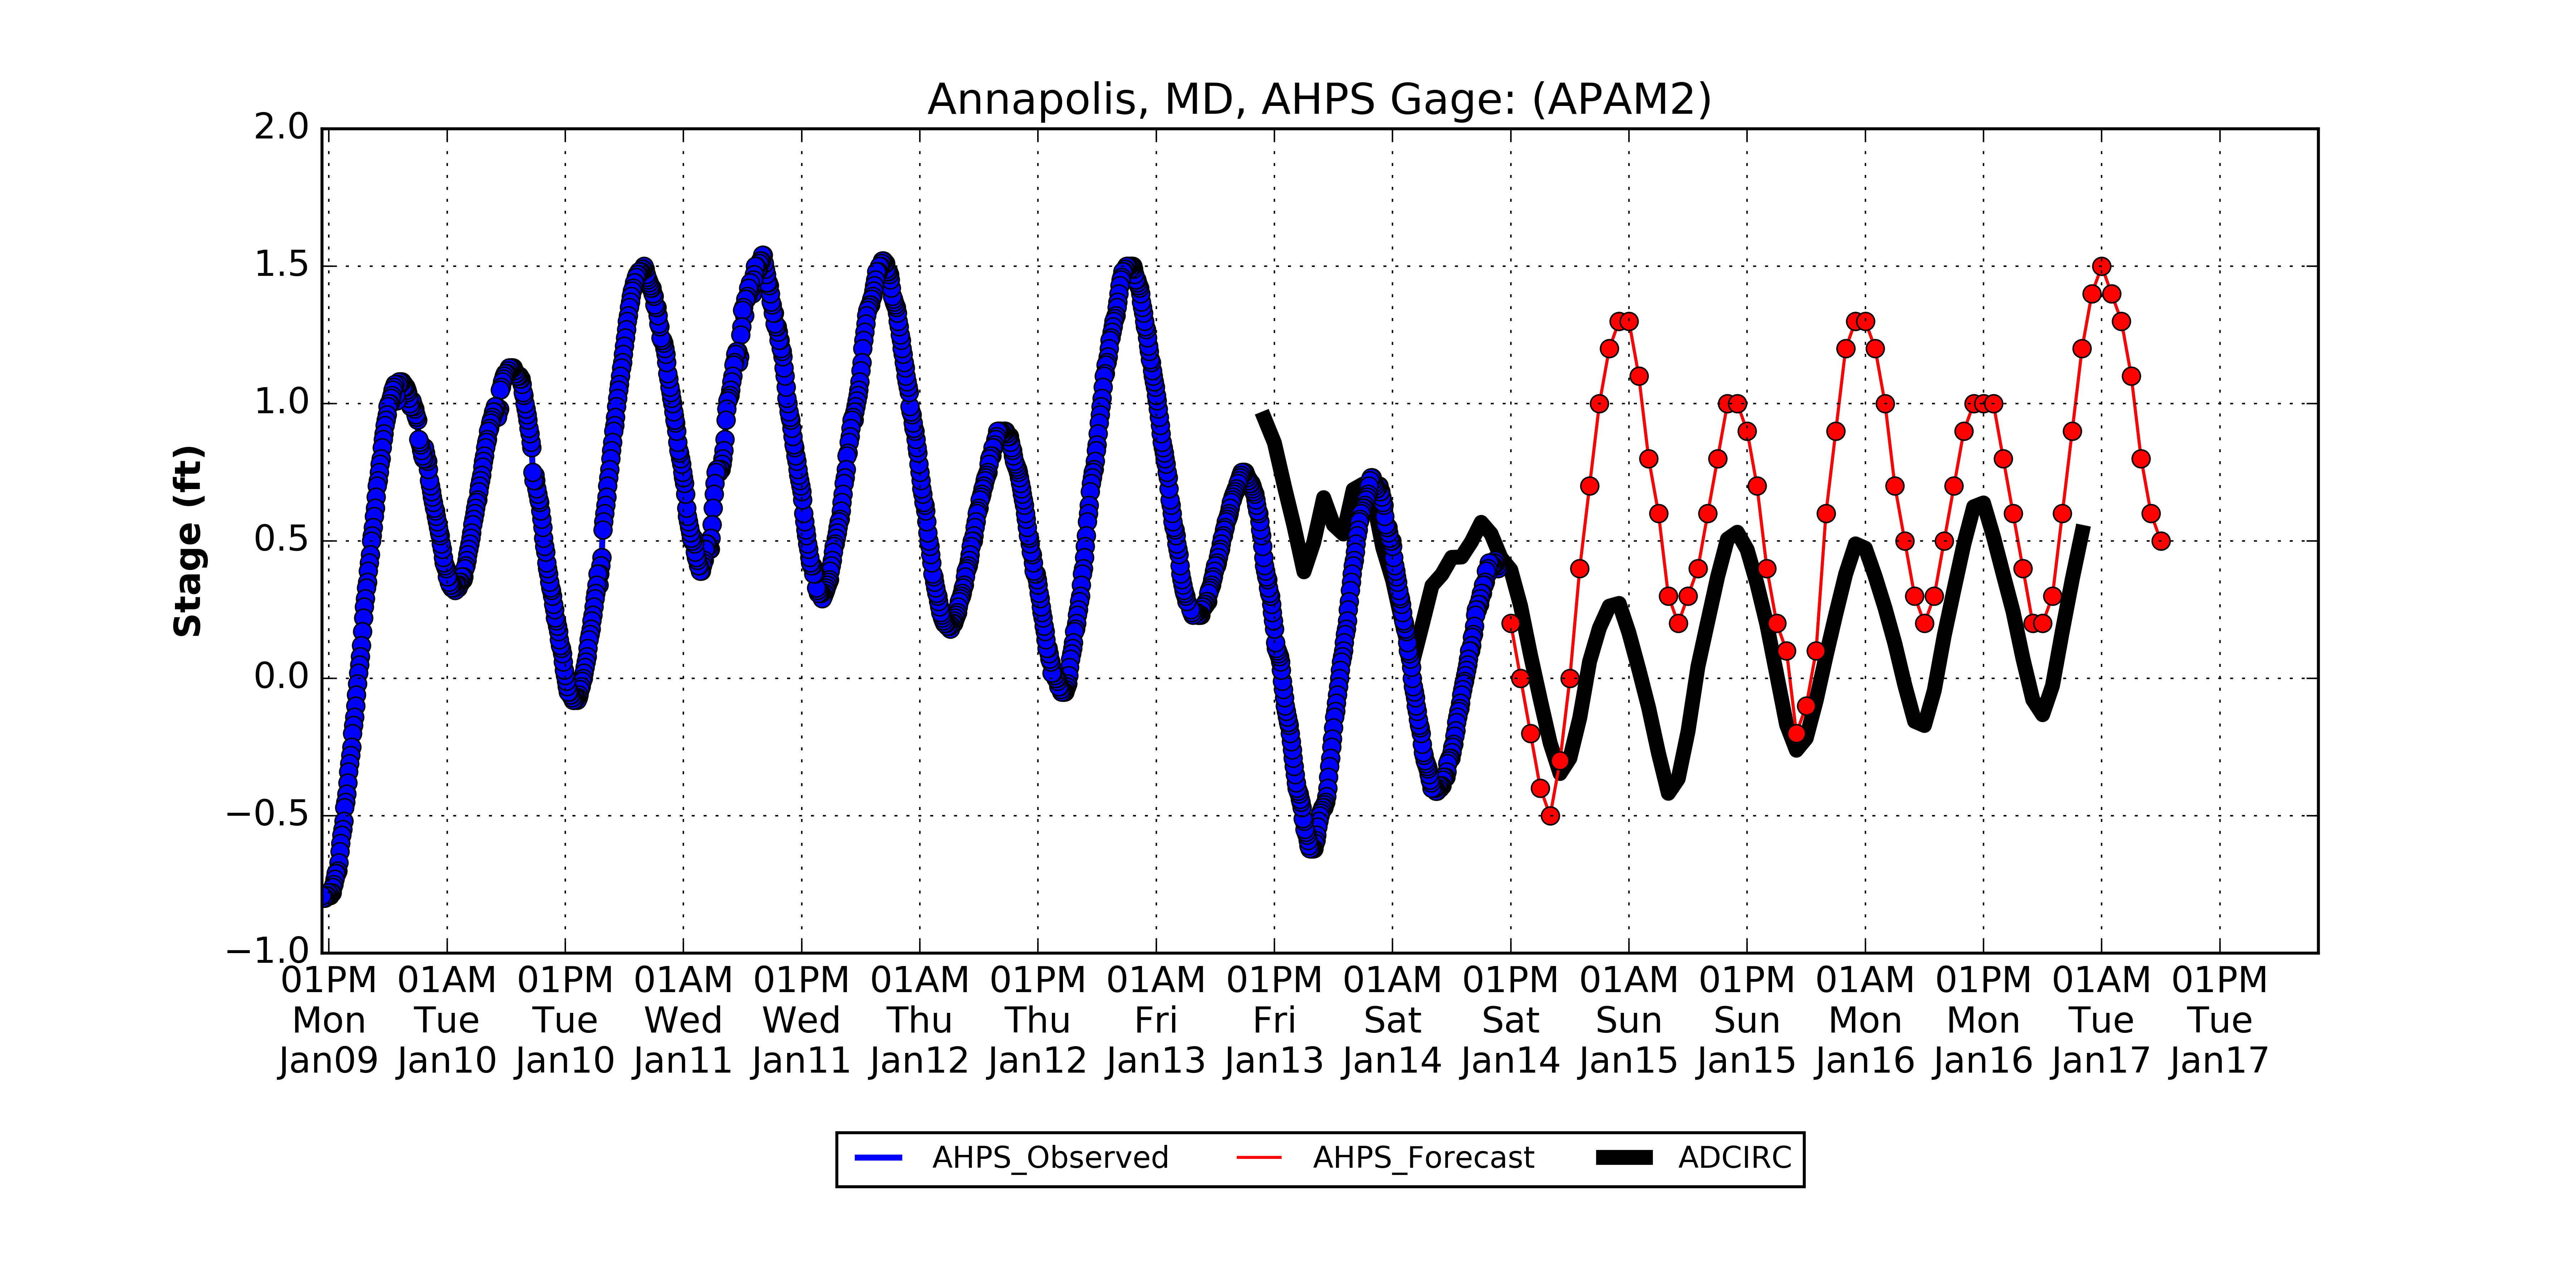 Annapolis, MD, AHPS Gage: (APAM2)
2.0
1.5
1.0
0.5
0.0
−0.5
−1.0
Stage (ft)
01PM 01AM 01PM 01AM 01PM 01AM 01PM 01AM 01PM 01AM 01PM 01AM 01PM 01AM 01PM 01AM 01PM
Mon Tue Tue Wed Wed Thu Thu Fri Fri Sat Sat Sun Sun Mon Mon Tue Tue
Jan09 Jan10 Jan10 Jan11 Jan11 Jan12 Jan12 Jan13 Jan13 Jan14 Jan14 Jan15 Jan15 Jan16 Jan16 Jan17 Jan17
AHPS_Observed AHPS_Forecast ADCIRC